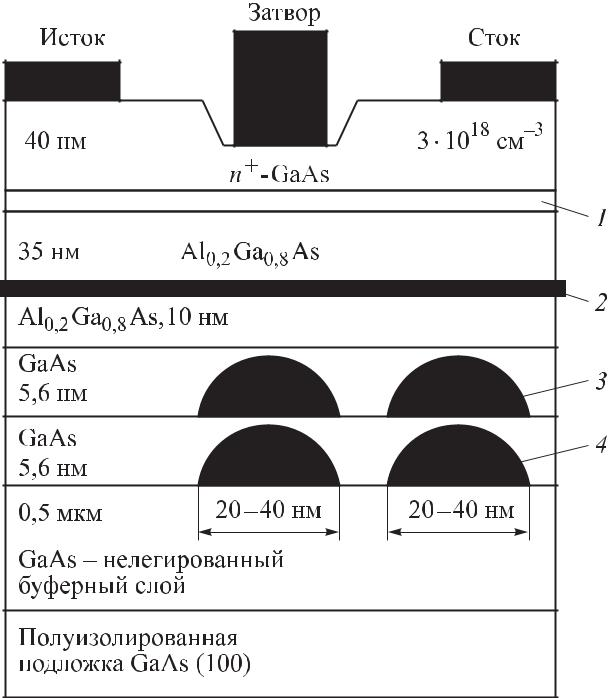 Затвор
Исток
Сток
40 пм
3 · 10¹⁸ см⁻³
n⁺-GaAs
1
35 нм
Al₀,₂Ga₀,₈As
2
Al₀,₂Ga₀,₈As, 10 нм
GaAs
5,6 пм
3
GaAs
5,6 нм
4
0,5 мкм
20–40 нм
20–40 нм
GaAs – нелегированный
буферный слой
Полуизолированная
подложка GaAs (100)